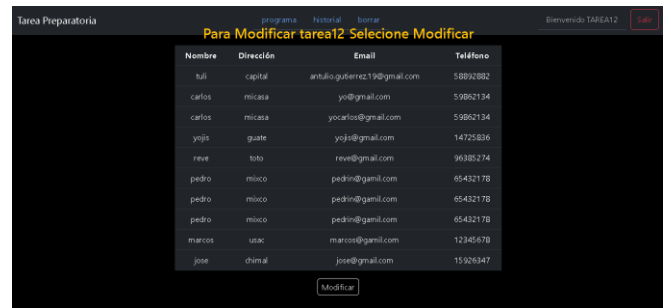 Tarea Preparatoria programa historial borrar Bienvenido TAREA12 Salir
Para Modificar tarea12 Selecione Modificar
Nombre Dirección Email Teléfono
tuli capital antulio.gutierrez.19@gmail.com 58892882
carlos micasa yo@gmail.com 59862134
carlos micasa yocarlos@gmail.com 59862134
yojis guate yojis@gmail.com 14725836
reve toto reve@gmail.com 96385274
pedro mixco pedrin@gamil.com 65432178
pedro mixco pedrin@gamil.com 65432178
pedro mixco pedrin@gamil.com 65432178
marcos usac marcos@gamil.com 12345678
jose chimal jose@gmail.com 15926347
Modificar